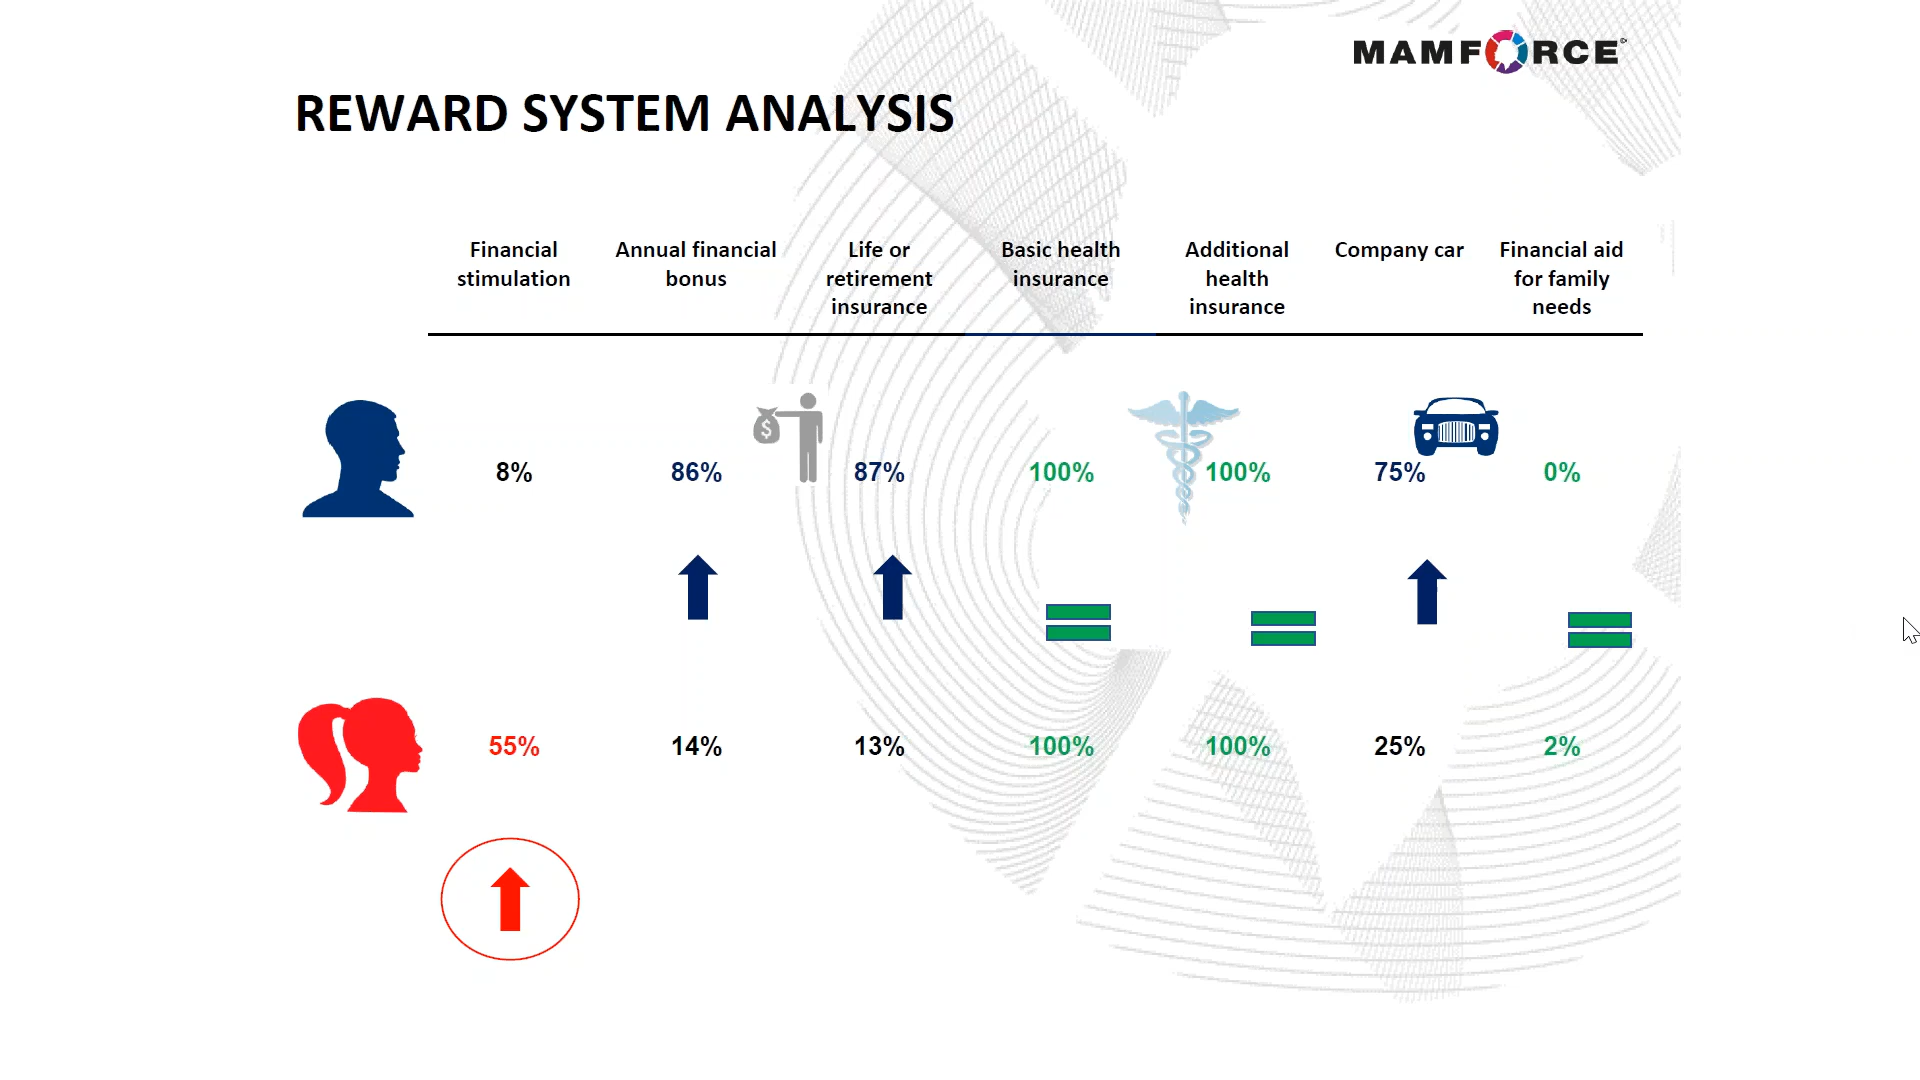 MAMFORCE©
REWARD SYSTEM ANALYSIS
Financial stimulation
Annual financial bonus
Life or retirement insurance
Basic health insurance
Additional health insurance
Company car
Financial aid for family needs
$
8% 86% 87% 100% 100% 75% 0%
55% 14% 13% 100% 100% 25% 2%